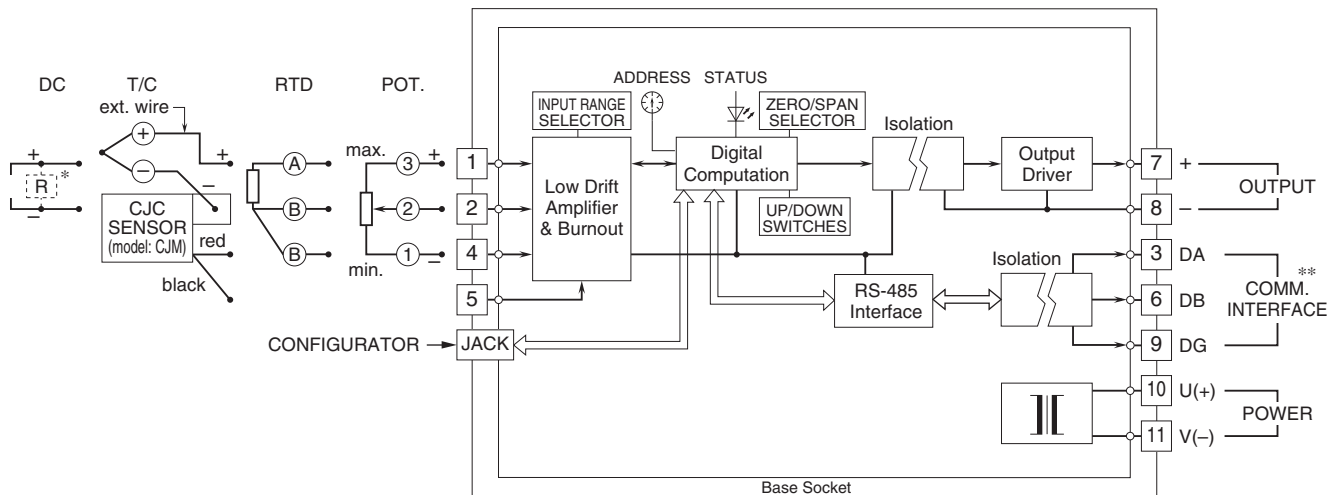 DC
T/C
RTD
POT.
ext. wire
+
–
R
*
+
–
+
–
CJC
SENSOR
(model: CJM)
red
black
A
B
B
max.
min.
3
2
1
+
–
1
2
4
5
JACK
CONFIGURATOR
INPUT RANGE
SELECTOR
Low Drift
Amplifier
& Burnout
ADDRESS
STATUS
ZERO/SPAN
SELECTOR
Digital
Computation
UP/DOWN
SWITCHES
Isolation
Output
Driver
RS-485
Interface
Isolation
7
+
8
–
OUTPUT
3
DA
6
DB
9
DG
**
COMM.
INTERFACE
10
U(+)
11
V(–)
POWER
Base Socket